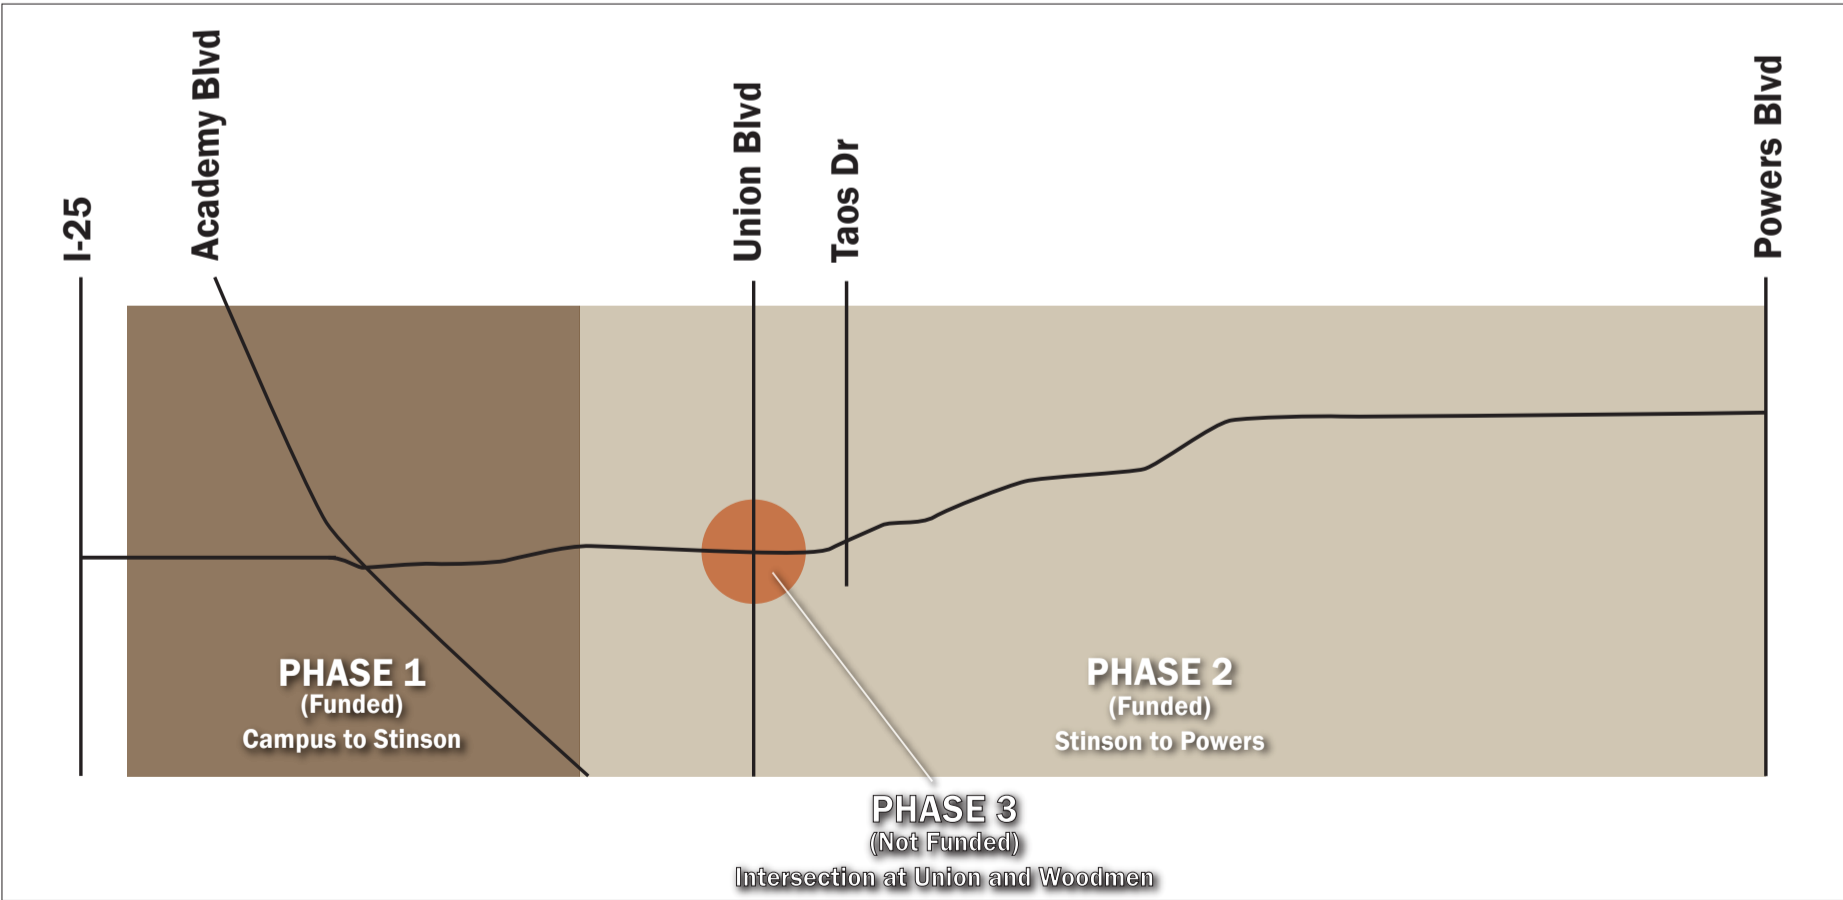 I-25
Academy Blvd
Union Blvd
Taos Dr
Powers Blvd
PHASE 1
(Funded)
Campus to Stinson
PHASE 2
(Funded)
Stinson to Powers
PHASE 3
(Not Funded)
Intersection at Union and Woodmen